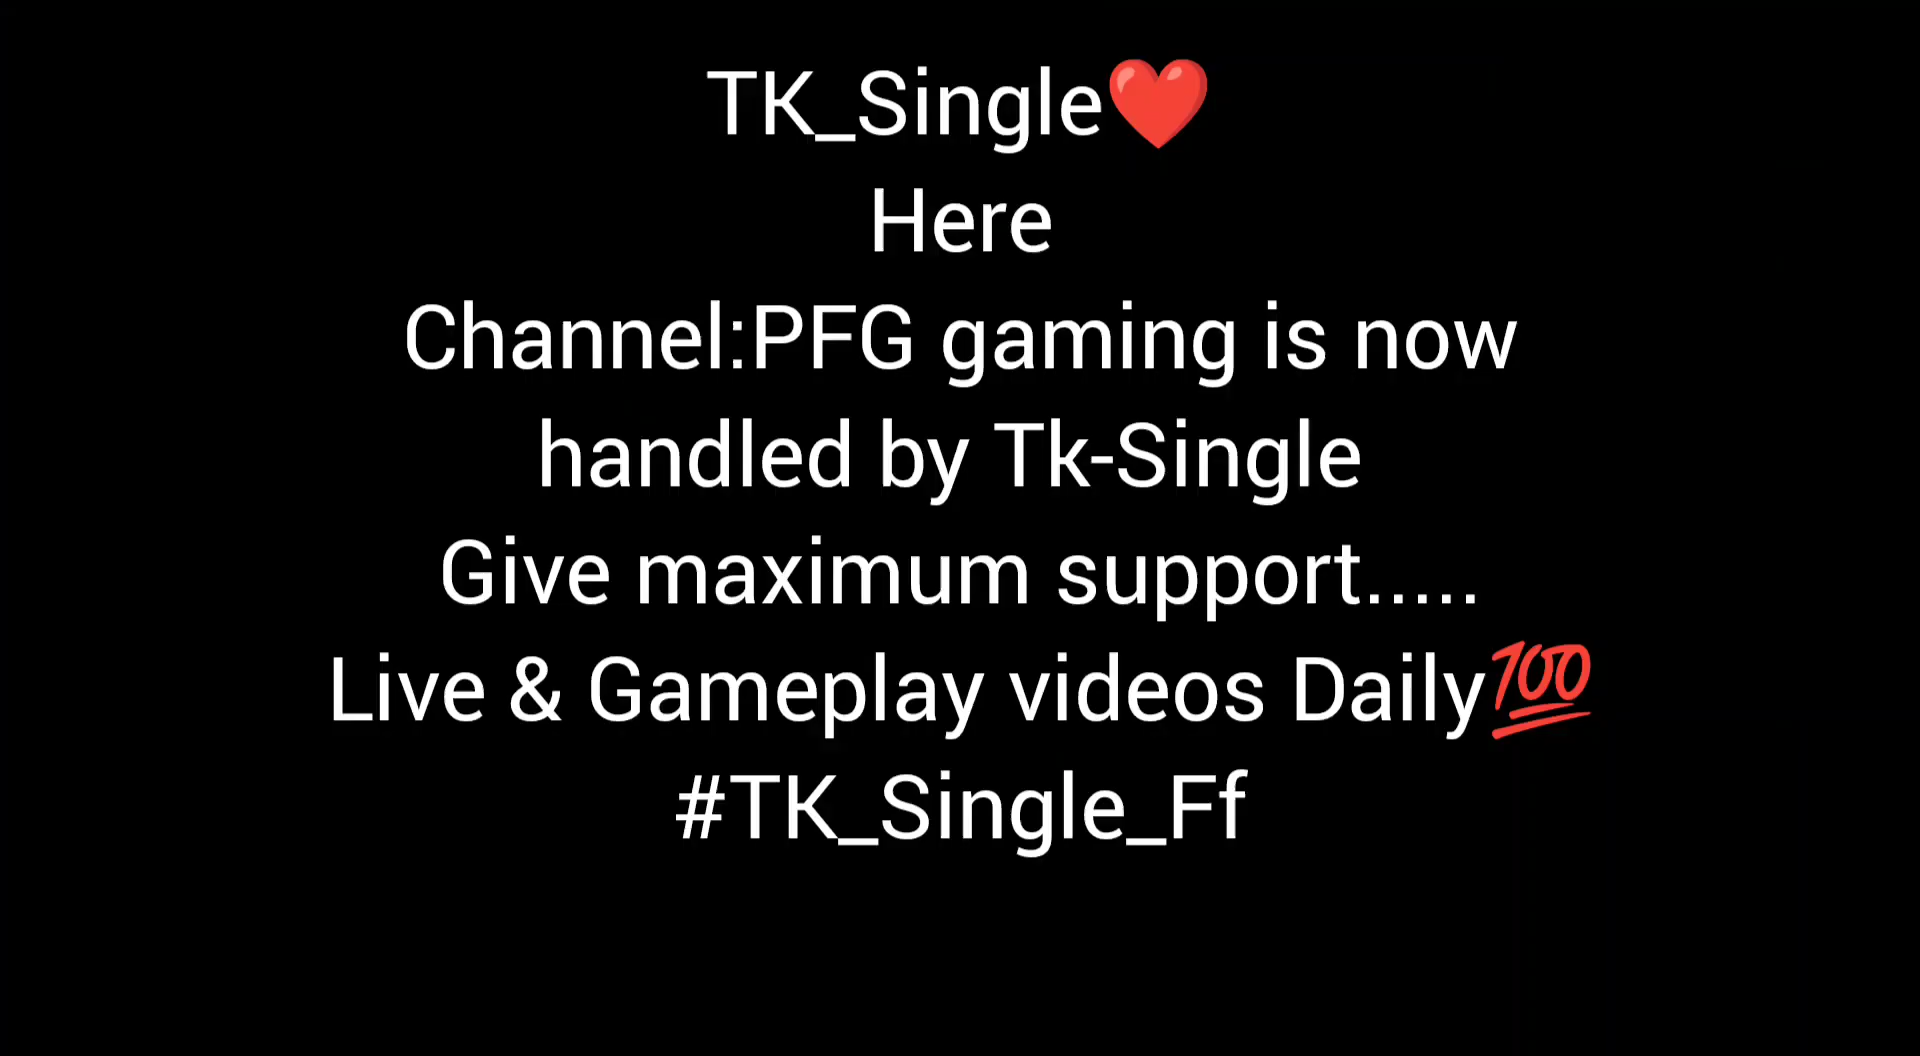 TK_Single❤️
Here
Channel:PFG gaming is now
handled by Tk-Single
Give maximum support.....
Live & Gameplay videos Daily💯
#TK_Single_Ff